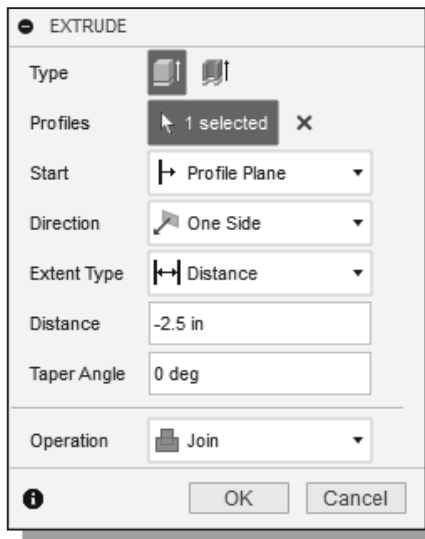 EXTRUDE
Type
Profiles 1 selected
Start Profile Plane
Direction One Side
Extent Type Distance
Distance -2.5 in
Taper Angle 0 deg
Operation Join
OK Cancel